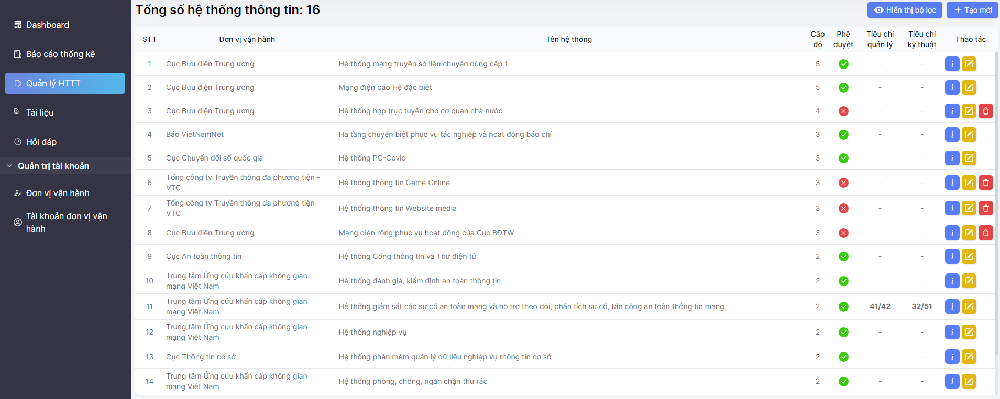 Dashboard
Báo cáo thống kê
Quản lý HTTT
Tài liệu
Hỏi đáp
Quản trị tài khoản
Đơn vị vận hành
Tài khoản đơn vị vận
hành
Tổng số hệ thống thông tin: 16
Hiển thị bộ lọc
+ Tạo mới
STT Đơn vị vận hành Tên hệ thống Cấp độ Phê duyệt Tiêu chí quản lý Tiêu chí kỹ thuật Thao tác
1 Cục Bưu điện Trung ương Hệ thống mạng truyền số liệu chuyên dùng cấp 1 5 - -
2 Cục Bưu điện Trung ương Mạng điện báo Hệ đặc biệt 5 - -
3 Cục Bưu điện Trung ương Hệ thống họp trực tuyến cho cơ quan nhà nước 4 - -
4 Báo VietNamNet Hạ tầng chuyên biệt phục vụ tác nghiệp và hoạt động báo chí 3 - -
5 Cục Chuyển đổi số quốc gia Hệ thống PC-Covid 3 - -
6 Tổng công ty Truyền thông đa phương tiện - VTC Hệ thống thông tin Game Online 3 - -
7 Tổng công ty Truyền thông đa phương tiện - VTC Hệ thống thông tin Website media 3 - -
8 Cục Bưu điện Trung ương Mạng diện rộng phục vụ hoạt động của Cục BĐTW 3 - -
9 Cục An toàn thông tin Hệ thống Cổng thông tin và Thư điện tử 2 - -
10 Trung tâm Ứng cứu khẩn cấp không gian mạng Việt Nam Hệ thống đánh giá, kiểm định an toàn thông tin 2 - -
11 Trung tâm Ứng cứu khẩn cấp không gian mạng Việt Nam Hệ thống giám sát các sự cố an toàn mạng và hỗ trợ theo dõi, phân tích sự cố, tấn công an toàn thông tin mạng 2 41/42 32/51
12 Trung tâm Ứng cứu khẩn cấp không gian mạng Việt Nam Hệ thống nghiệp vụ 2 - -
13 Cục Thông tin cơ sở Hệ thống phần mềm quản lý dữ liệu nghiệp vụ thông tin cơ sở 2 - -
14 Trung tâm Ứng cứu khẩn cấp không gian mạng Việt Nam Hệ thống phòng, chống, ngăn chặn thư rác 2 - -